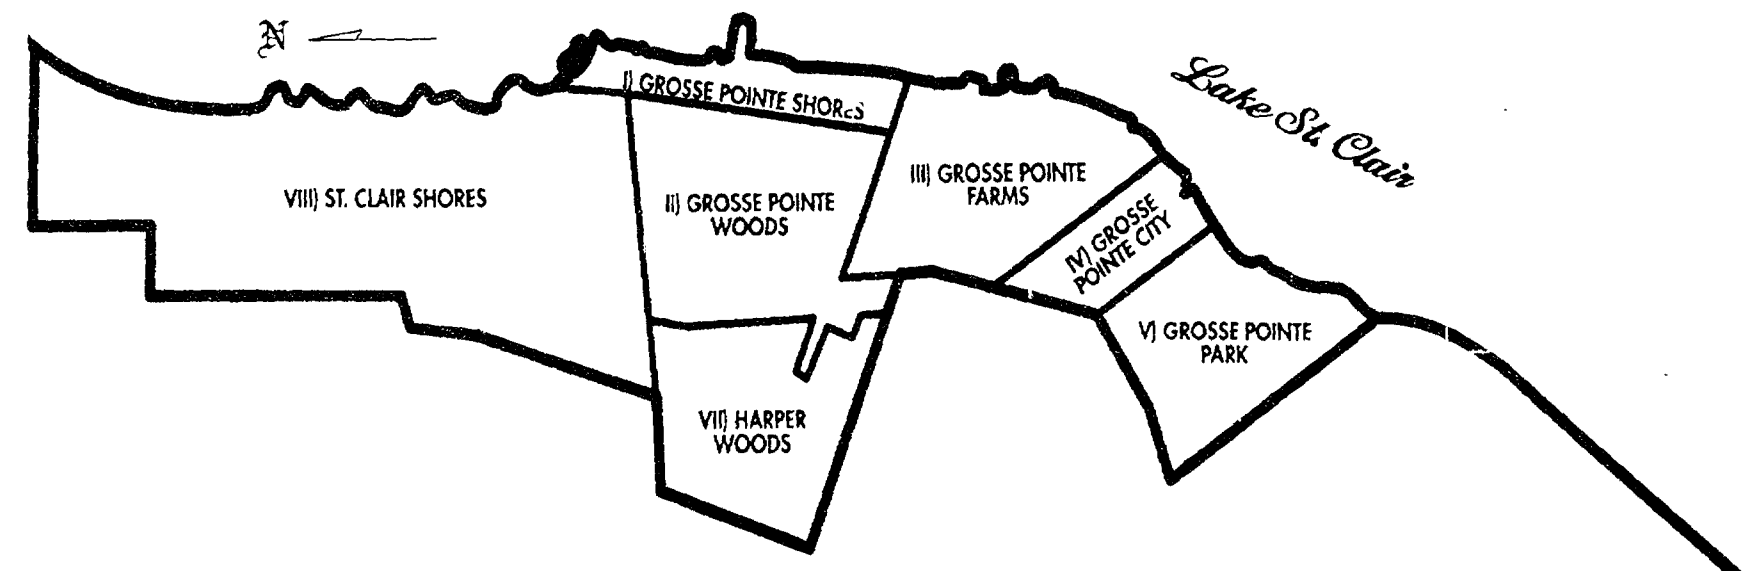 N
Lake St. Clair
I) GROSSE POINTE SHORES
VIII) ST. CLAIR SHORES
II) GROSSE POINTE
WOODS
III) GROSSE POINTE
FARMS
IV) GROSSE
POINTE CITY
V) GROSSE POINTE
PARK
VII) HARPER
WOODS